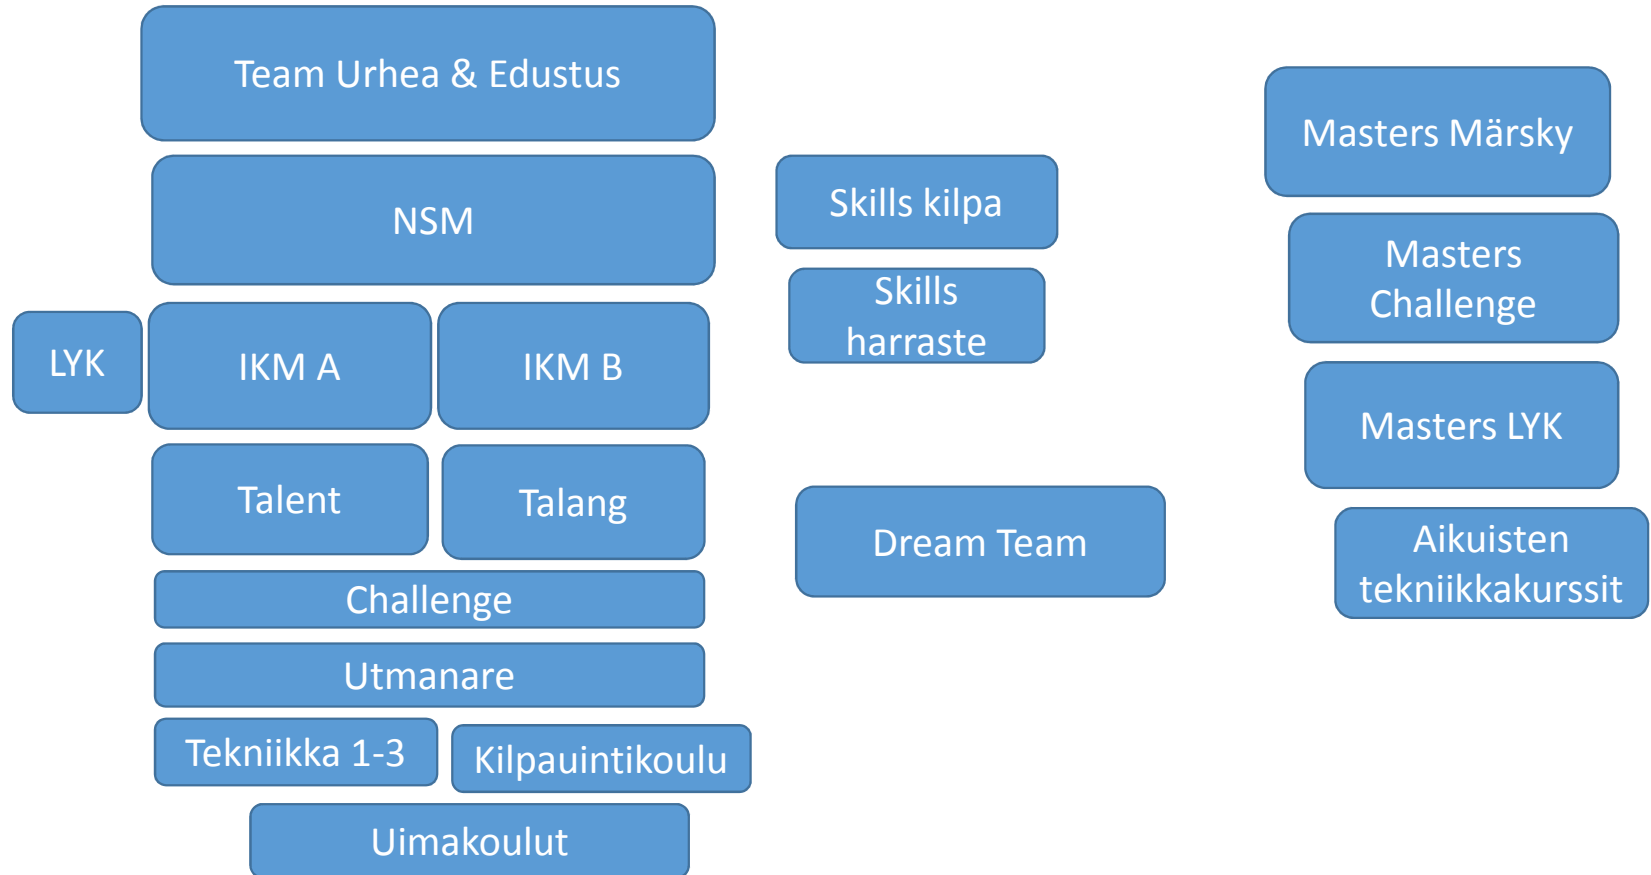 Team Urhea & Edustus
NSM
LYK
IKM A
IKM B
Talent
Talang
Challenge
Utmanare
Tekniikka 1-3
Kilpauintikoulu
Uimakoulut
Skills kilpa
Skills
harraste
Dream Team
Masters Märsky
Masters
Challenge
Masters LYK
Aikuisten
tekniikkakurssit